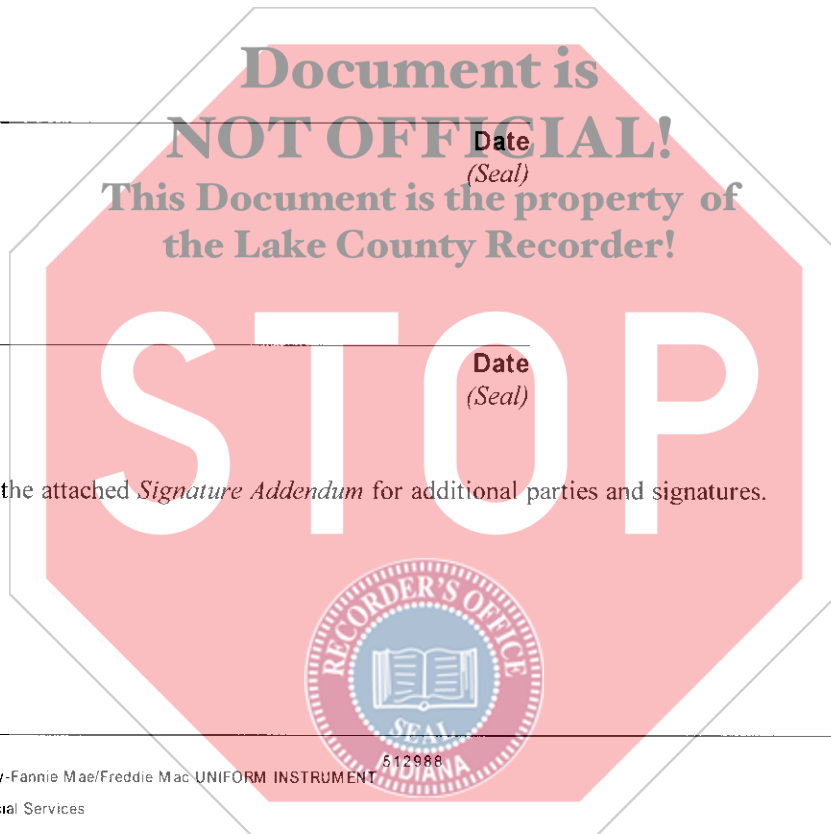 Document is
NOT OFFICIAL!
Date
(Seal)
This Document is the property of
the Lake County Recorder!
STOP
Date
(Seal)
the attached Signature Addendum for additional parties and signatures.
RECORDER'S OFFICE
SEAL
INDIANA
512988
y-Fannie Mae/Freddie Mac UNIFORM INSTRUMENT
cial Services